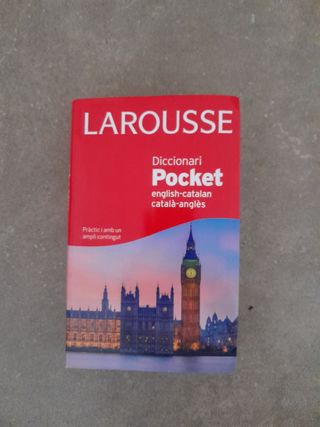 LAROUSSE
Diccionari
Pocket
english-catalan
català-anglès
Pràctic i amb un
ampli contingut